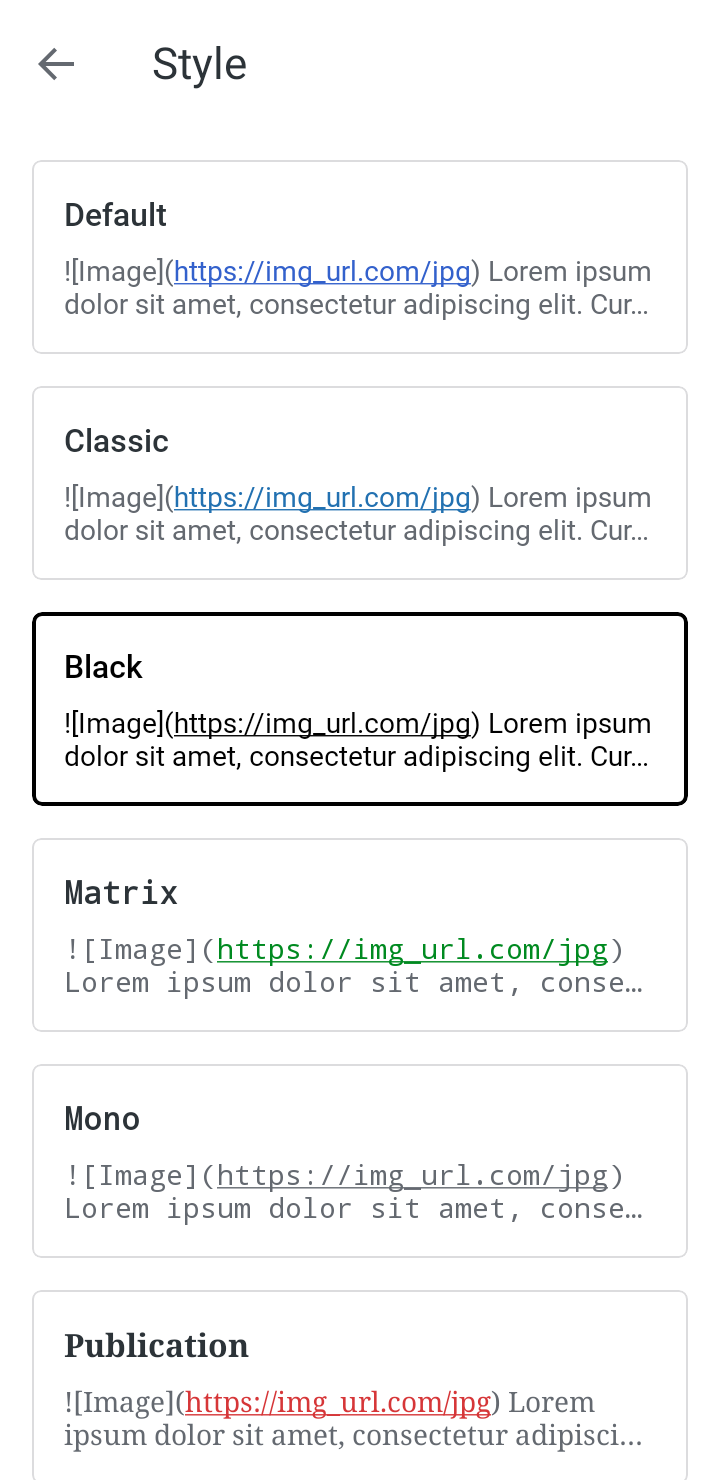 Style
Default
![Image](https://img_url.com/jpg) Lorem ipsum
dolor sit amet, consectetur adipiscing elit. Cur…
Classic
![Image](https://img_url.com/jpg) Lorem ipsum
dolor sit amet, consectetur adipiscing elit. Cur…
Black
![Image](https://img_url.com/jpg) Lorem ipsum
dolor sit amet, consectetur adipiscing elit. Cur…
Matrix
![Image](https://img_url.com/jpg)
Lorem ipsum dolor sit amet, conse…
Mono
![Image](https://img_url.com/jpg)
Lorem ipsum dolor sit amet, conse…
Publication
![Image](https://img_url.com/jpg) Lorem
ipsum dolor sit amet, consectetur adipisci…